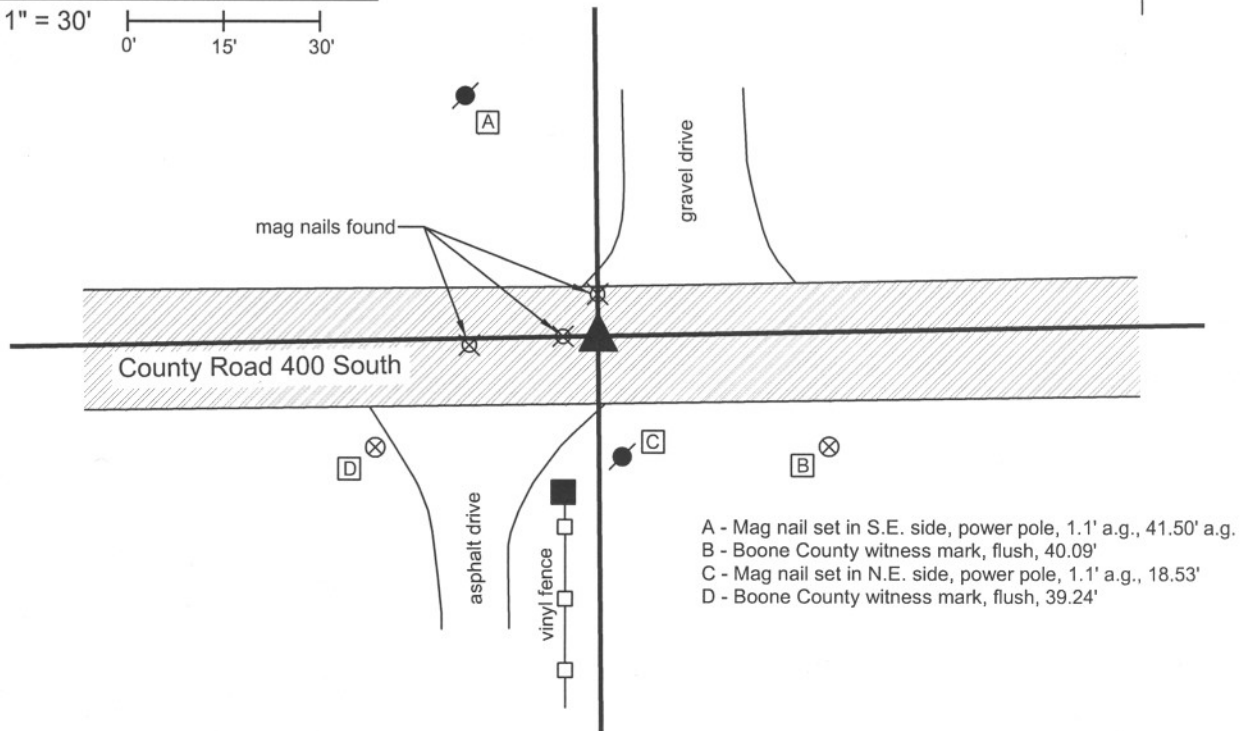 1" = 30'
0' 15' 30'
A
gravel drive
mag nails found
County Road 400 South
C
D
B
asphalt drive
vinyl fence
A - Mag nail set in S.E. side, power pole, 1.1' a.g., 41.50' a.g.
B - Boone County witness mark, flush, 40.09'
C - Mag nail set in N.E. side, power pole, 1.1' a.g., 18.53'
D - Boone County witness mark, flush, 39.24'